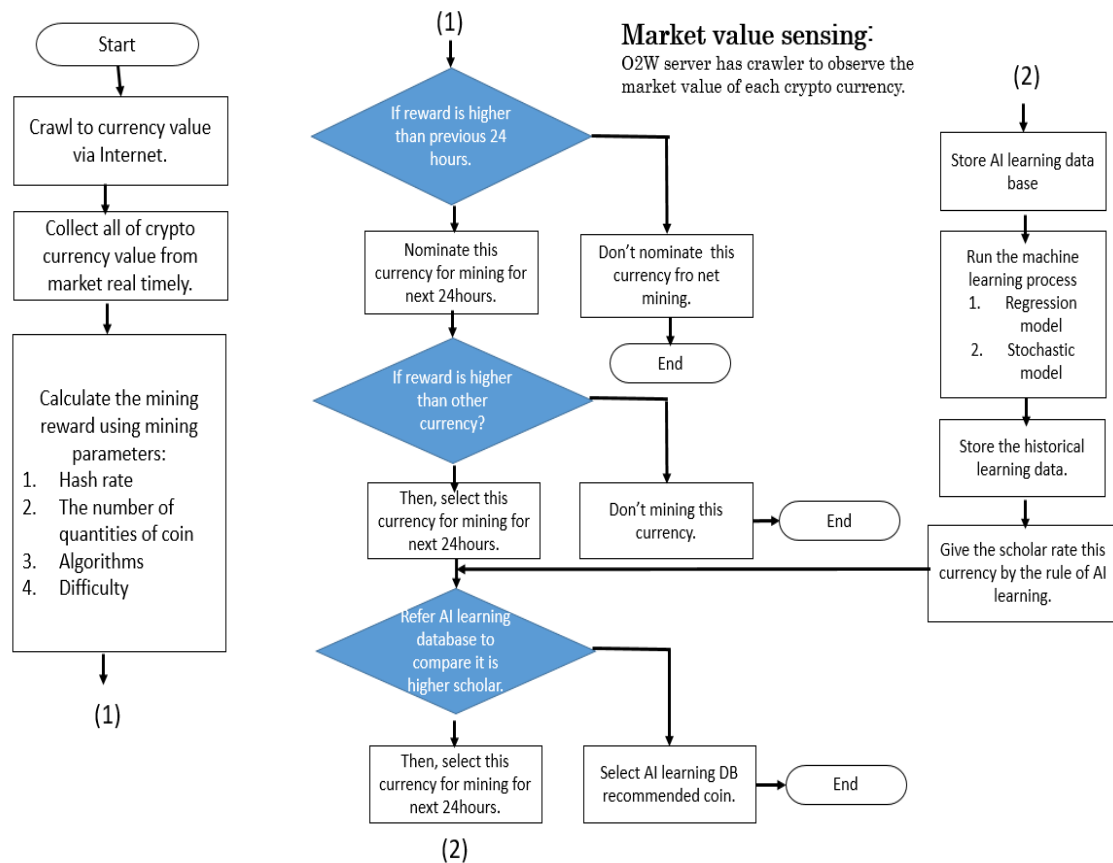 Start
Crawl to currency value
via Internet.
Collect all of crypto
currency value from
market real timely.
Calculate the mining
reward using mining
parameters:
1. Hash rate
2. The number of
quantities of coin
3. Algorithms
4. Difficulty
(1)
(1)
Market value sensing:
O2W server has crawler to observe the
market value of each crypto currency.
If reward is higher
than previous 24
hours.
Nominate this
currency for mining for
next 24hours.
Don’t nominate this
currency fro net
mining.
End
If reward is higher
than other
currency?
Then, select this
currency for mining for
next 24hours.
Don’t mining this
currency.
End
Refer AI learning
database to
compare it is
higher scholar.
Then, select this
currency for mining for
next 24hours.
Select AI learning DB
recommended coin.
End
(2)
(2)
Store AI learning data
base
Run the machine
learning process
1. Regression
model
2. Stochastic
model
Store the historical
learning data.
Give the scholar rate this
currency by the rule of AI
learning.